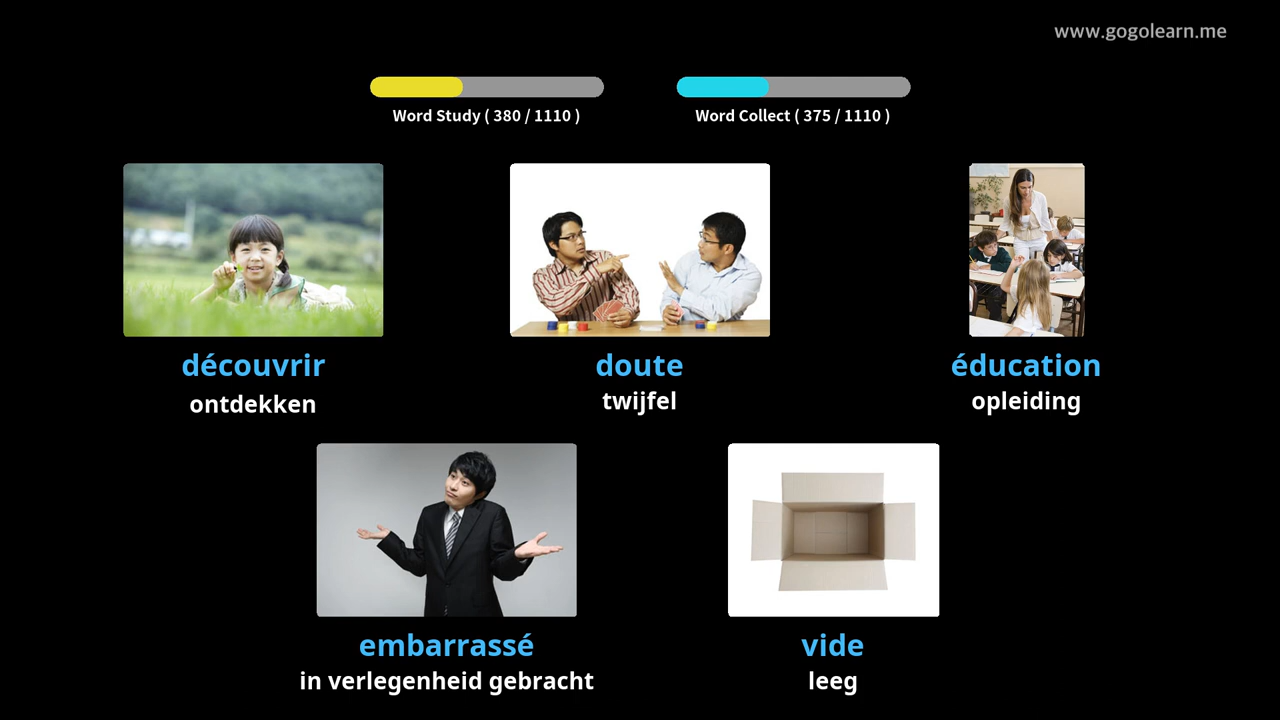 www.gogolearn.me
Word Study ( 380 / 1110 )
Word Collect ( 375 / 1110 )
découvrir
ontdekken
doute
twijfel
éducation
opleiding
embarrassé
in verlegenheid gebracht
vide
leeg